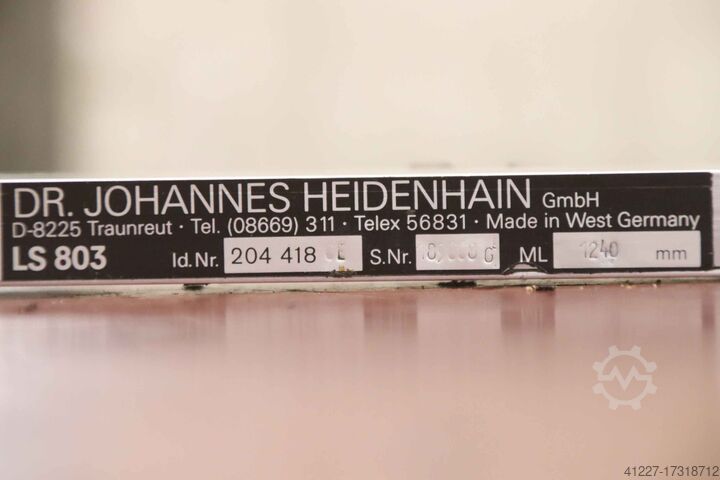 DR. JOHANNES HEIDENHAIN GmbH
D-8225 Traunreut · Tel. (08669) 311 · Telex 56831 · Made in West Germany
LS 803 Id.Nr. 204 418 S.Nr. ML 1240 mm
41227-17318712